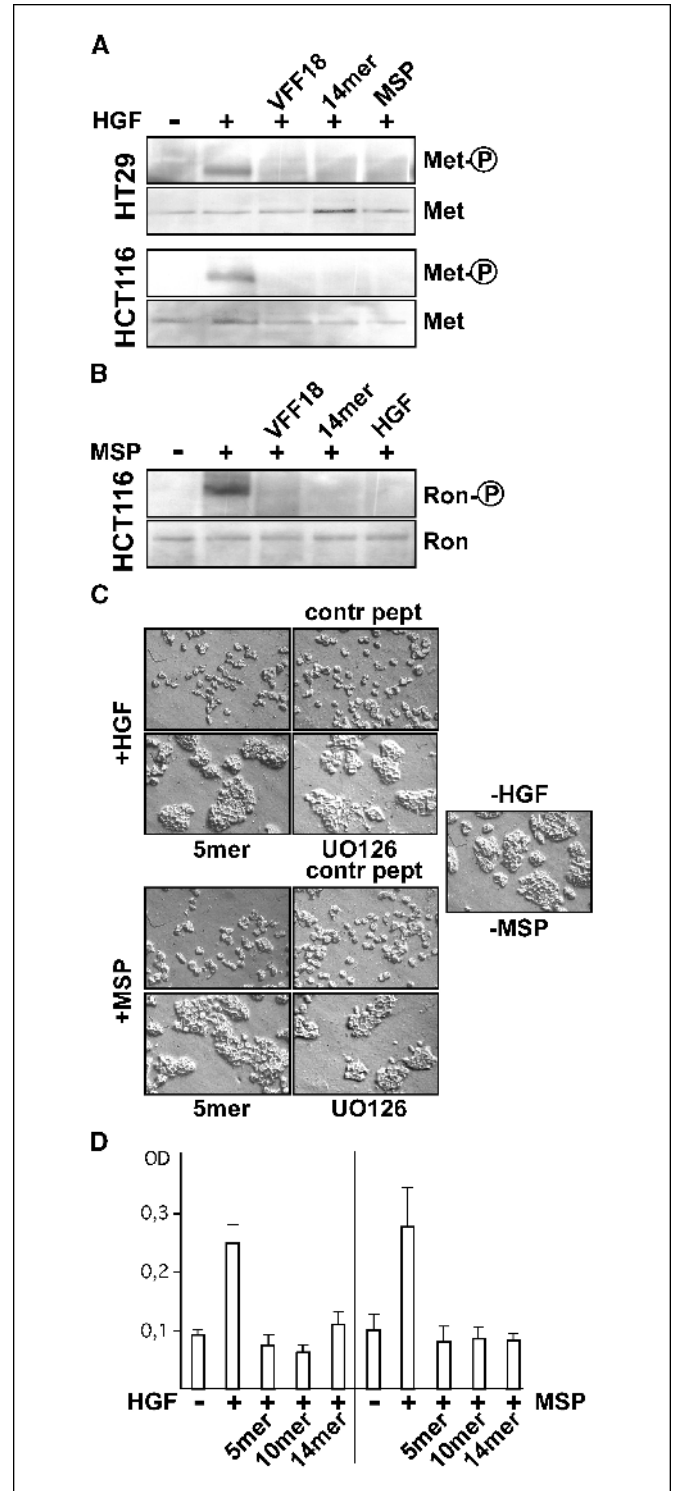 A
VFF18 14mer MSP
HGF - + + + +
HT29
Met-Ⓟ
Met
HCT116
Met-Ⓟ
Met
B
VFF18 14mer HGF
MSP - + + + +
HCT116
Ron-Ⓟ
Ron
C
contr pept
+HGF
5mer UO126
-HGF
-MSP
contr pept
+MSP
5mer UO126
D
OD
0,3
0,2
0,1
HGF - + + + + - + + + + MSP
5mer 10mer 14mer 5mer 10mer 14mer